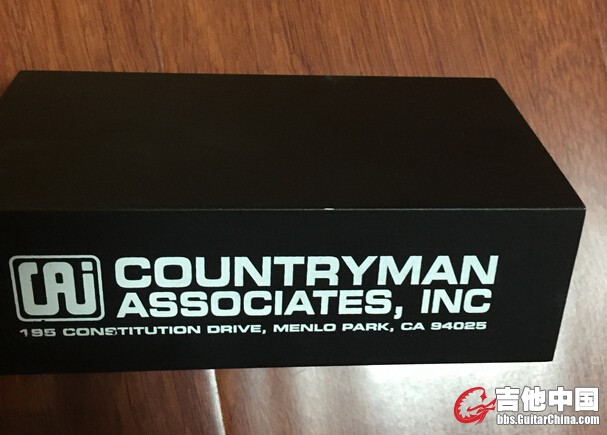 CAI COUNTRYMAN
ASSOCIATES, INC
195 CONSTITUTION DRIVE, MENLO PARK, CA 94025
吉他中国
bbs.GuitarChina.com